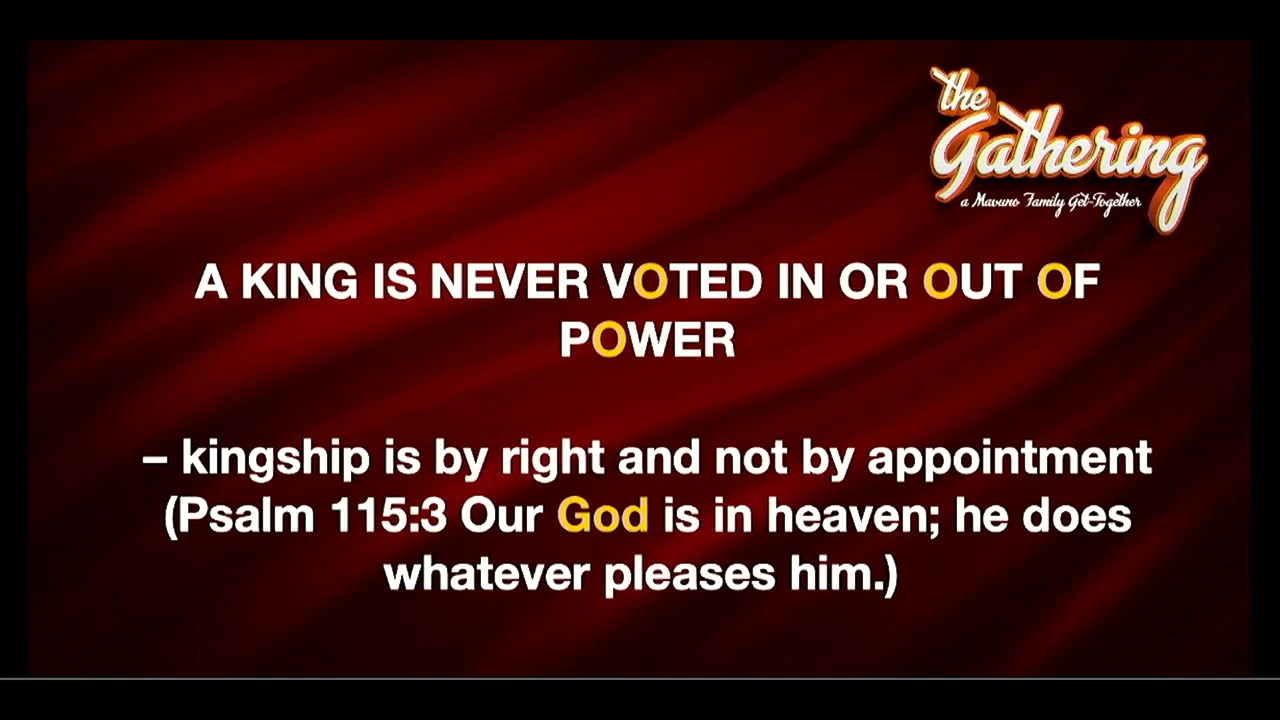 the
Gathering
a Mavuno Family Get-Together
A KING IS NEVER VOTED IN OR OUT OF
POWER
– kingship is by right and not by appointment
(Psalm 115:3 Our God is in heaven; he does
whatever pleases him.)